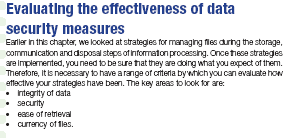 Evaluating the effectiveness of data
security measures
Earlier in this chapter, we looked at strategies for managing files during the storage,
communication and disposal steps of information processing. Once these strategies
are implemented, you need to be sure that they are doing what you expect of them.
Therefore, it is necessary to have a range of criteria by which you can evaluate how
effective your strategies have been. The key areas to look for are:
• integrity of data
• security
• ease of retrieval
• currency of files.